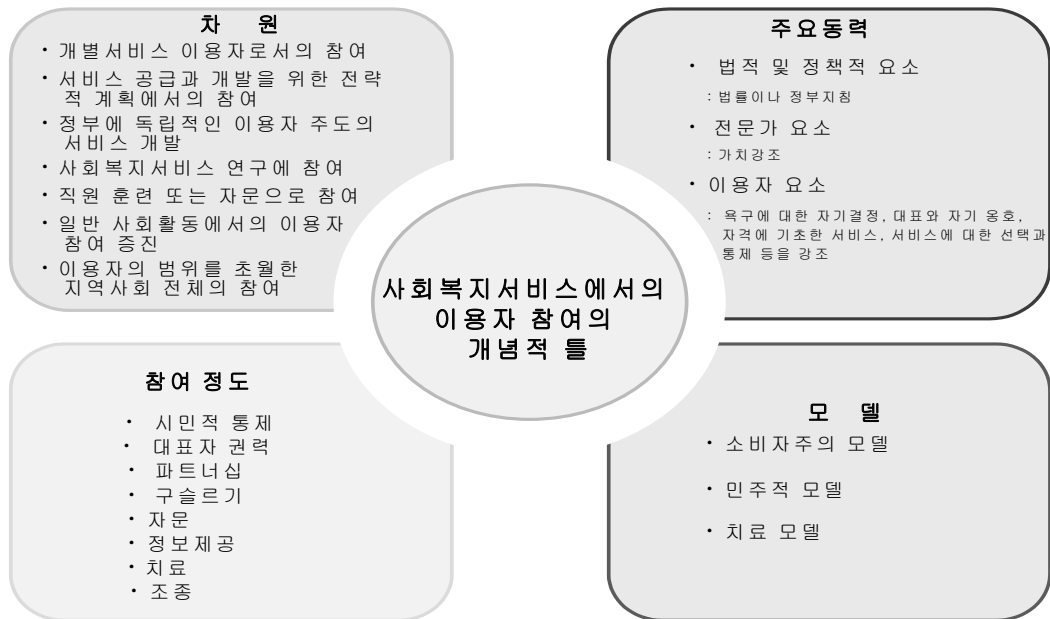 차 원
• 개별서비스 이용자로서의 참여
• 서비스 공급과 개발을 위한 전략
적 계획에서의 참여
• 정부에 독립적인 이용자 주도의
서비스 개발
• 사회복지서비스 연구에 참여
• 직원 훈련 또는 자문으로 참여
• 일반 사회활동에서의 이용자
참여 증진
• 이용자의 범위를 초월한
지역사회 전체의 참여
주요동력
• 법적 및 정책적 요소
: 법률이나 정부지침
• 전문가 요소
: 가치강조
• 이용자 요소
: 욕구에 대한 자기결정, 대표와 자기 옹호,
자격에 기초한 서비스, 서비스에 대한 선택과
통제 등을 강조
사회복지서비스에서의
이용자 참여의
개념적 틀
참여 정도
• 시민적 통제
• 대표자 권력
• 파트너십
• 구슬르기
• 자문
• 정보제공
• 치료
• 조종
모 델
• 소비자주의 모델
• 민주적 모델
• 치료 모델